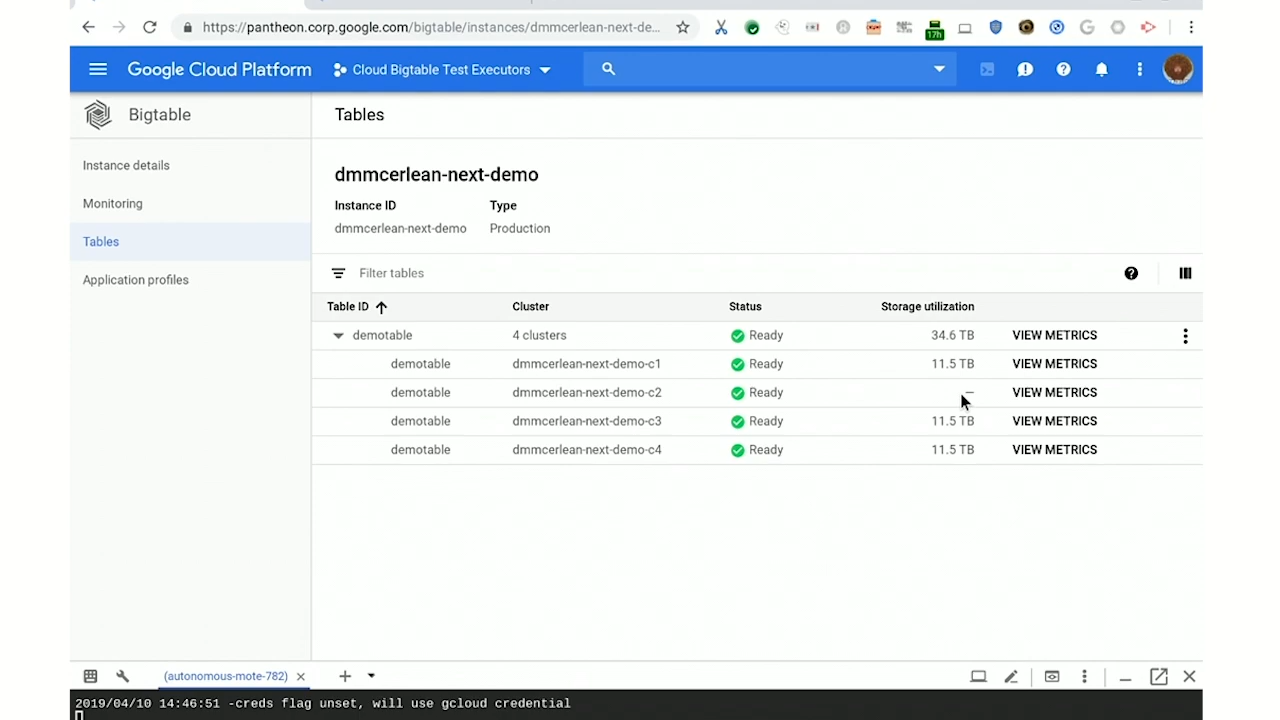 https://pantheon.corp.google.com/bigtable/instances/dmmcerlean-next-de...
17h
Google Cloud Platform
Cloud Bigtable Test Executors
Bigtable
Tables
Instance details
Monitoring
Tables
Application profiles
dmmcerlean-next-demo
Instance ID Type
dmmcerlean-next-demo Production
Filter tables
Table ID Cluster Status Storage utilization
demotable 4 clusters Ready 34.6 TB VIEW METRICS
demotable dmmcerlean-next-demo-c1 Ready 11.5 TB VIEW METRICS
demotable dmmcerlean-next-demo-c2 Ready – VIEW METRICS
demotable dmmcerlean-next-demo-c3 Ready 11.5 TB VIEW METRICS
demotable dmmcerlean-next-demo-c4 Ready 11.5 TB VIEW METRICS
(autonomous-mote-782)
2019/04/10 14:46:51 -creds flag unset, will use gcloud credential